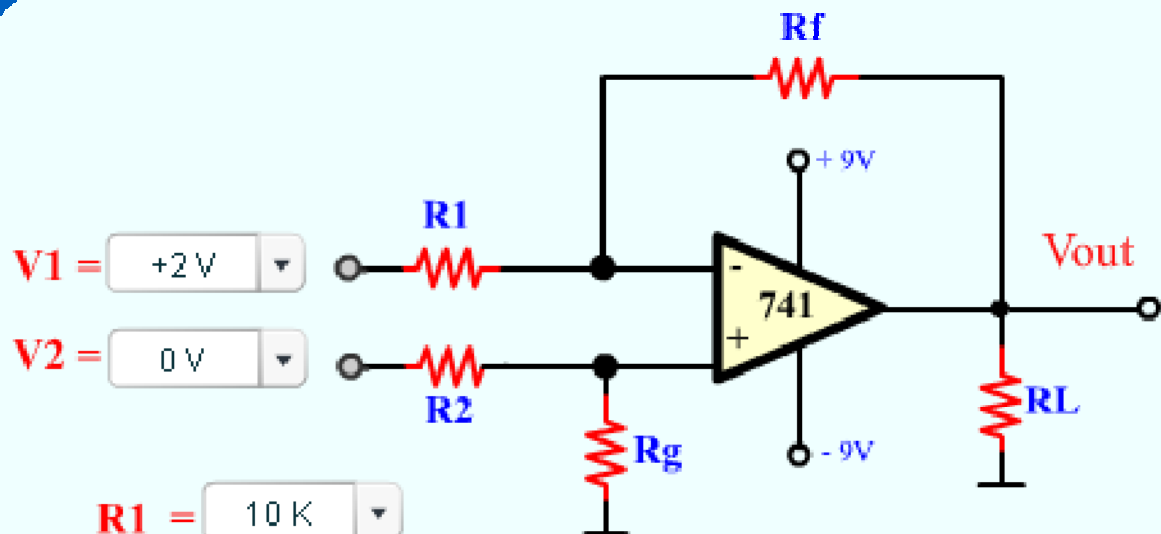 Rf
+ 9V
R1
V1 = +2 V
Vout
-
741
+
V2 = 0 V
R2
RL
Rg
- 9V
R1 = 10 K